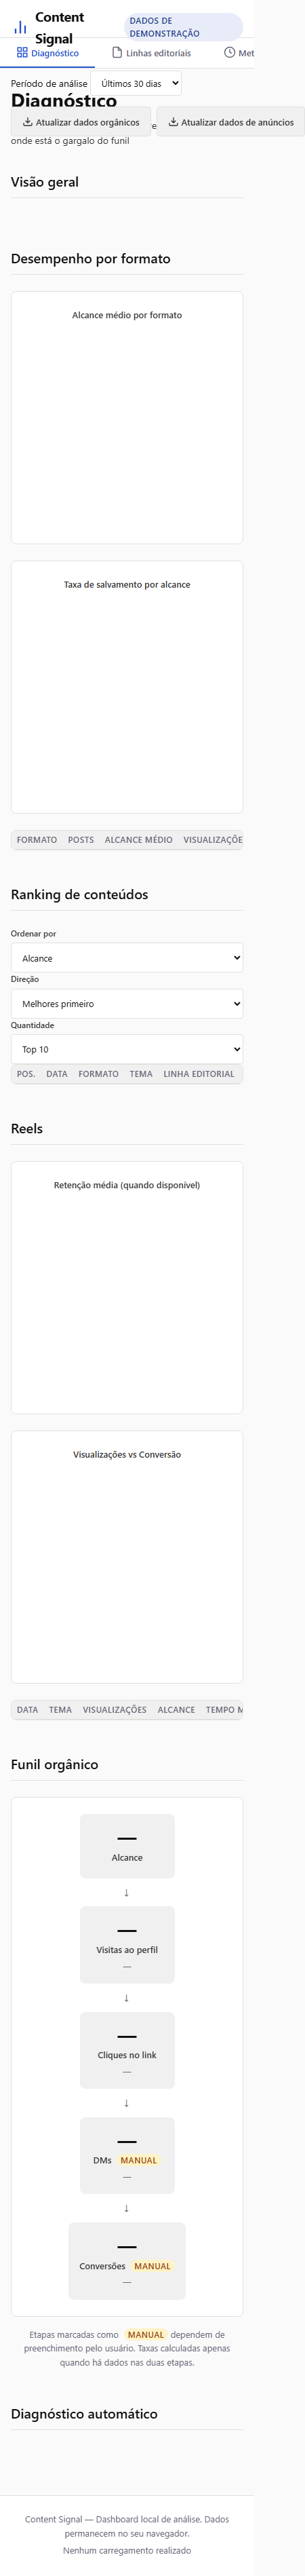 Content
Signal
DADOS DE
DEMONSTRAÇÃO
Diagnóstico
Linhas editoriais
Met
Período de análise
Últimos 30 dias
Diagnóstico
Atualizar dados orgânicos
Atualizar dados de anúncios
onde está o gargalo do funil
Visão geral
Desempenho por formato
Alcance médio por formato
Taxa de salvamento por alcance
FORMATO POSTS ALCANCE MÉDIO VISUALIZAÇÕE
Ranking de conteúdos
Ordenar por
Alcance
Direção
Melhores primeiro
Quantidade
Top 10
POS. DATA FORMATO TEMA LINHA EDITORIAL
Reels
Retenção média (quando disponível)
Visualizações vs Conversão
DATA TEMA VISUALIZAÇÕES ALCANCE TEMPO M
Funil orgânico
—
Alcance
↓
—
Visitas ao perfil
—
↓
—
Cliques no link
—
↓
—
DMs MANUAL
—
↓
—
Conversões MANUAL
—
Etapas marcadas como MANUAL dependem de
preenchimento pelo usuário. Taxas calculadas apenas
quando há dados nas duas etapas.
Diagnóstico automático
Content Signal — Dashboard local de análise. Dados
permanecem no seu navegador.
Nenhum carregamento realizado